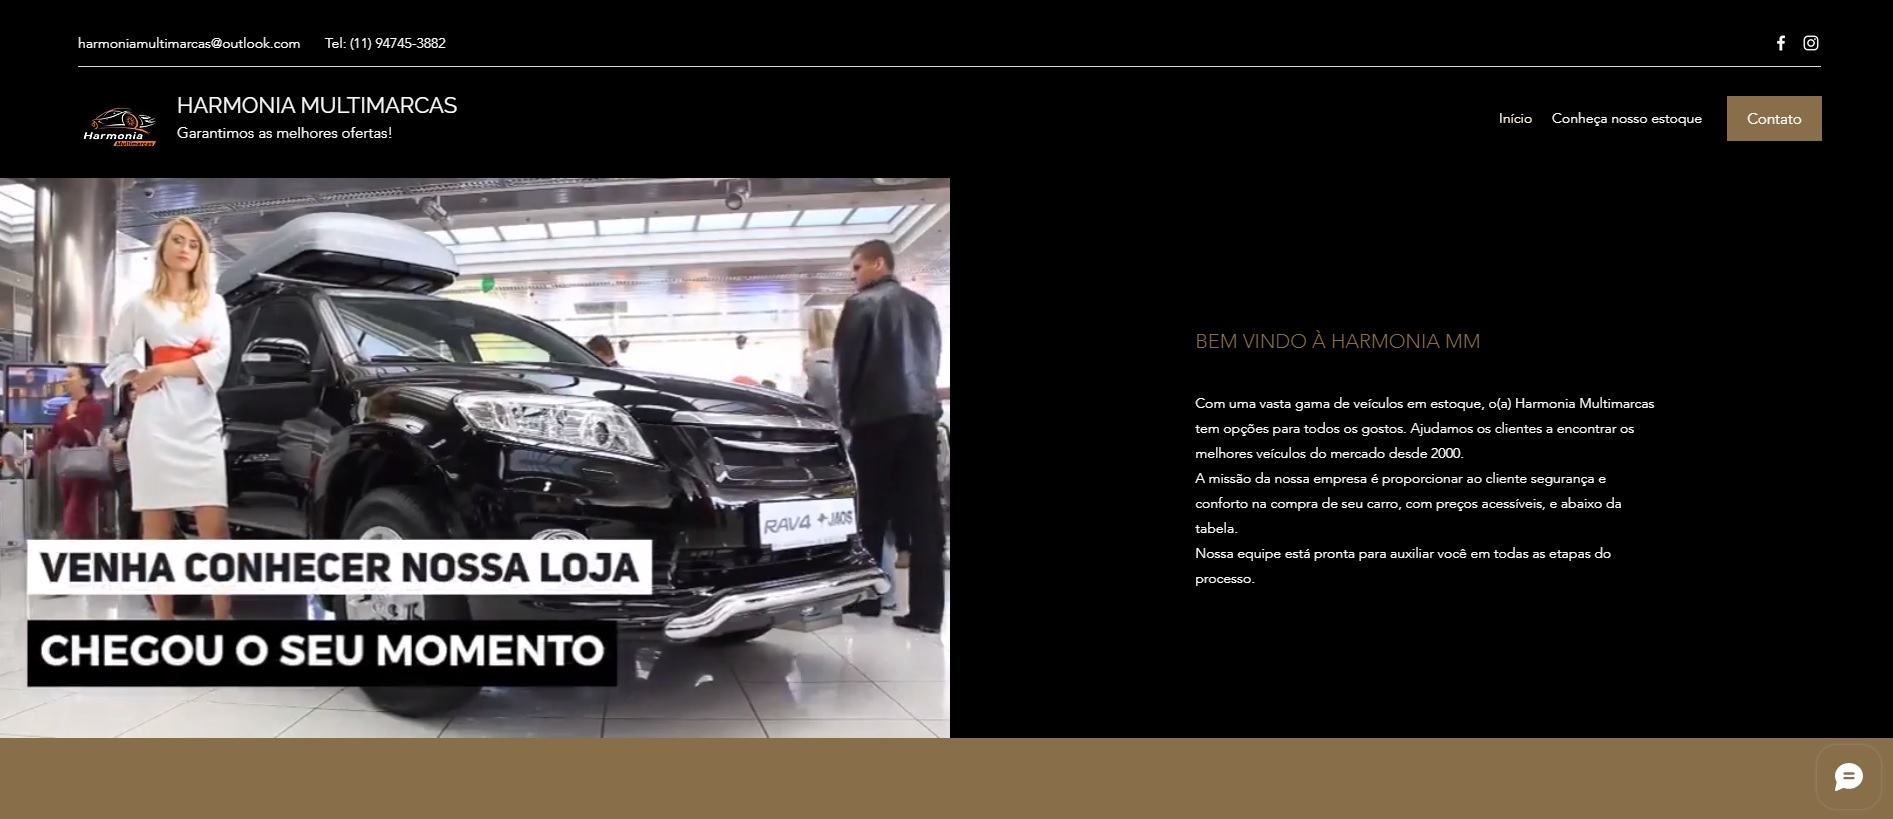 harmoniamultimarcas@outlook.com Tel: (11) 94745-3882
Harmonia
Multimarcas
HARMONIA MULTIMARCAS
Garantimos as melhores ofertas!
Início Conheça nosso estoque Contato
RAV4 +JAOS
VENHA CONHECER NOSSA LOJA
CHEGOU O SEU MOMENTO
BEM VINDO À HARMONIA MM
Com uma vasta gama de veículos em estoque, o(a) Harmonia Multimarcas
tem opções para todos os gostos. Ajudamos os clientes a encontrar os
melhores veículos do mercado desde 2000.
A missão da nossa empresa é proporcionar ao cliente segurança e
conforto na compra de seu carro, com preços acessíveis, e abaixo da
tabela.
Nossa equipe está pronta para auxiliar você em todas as etapas do
processo.